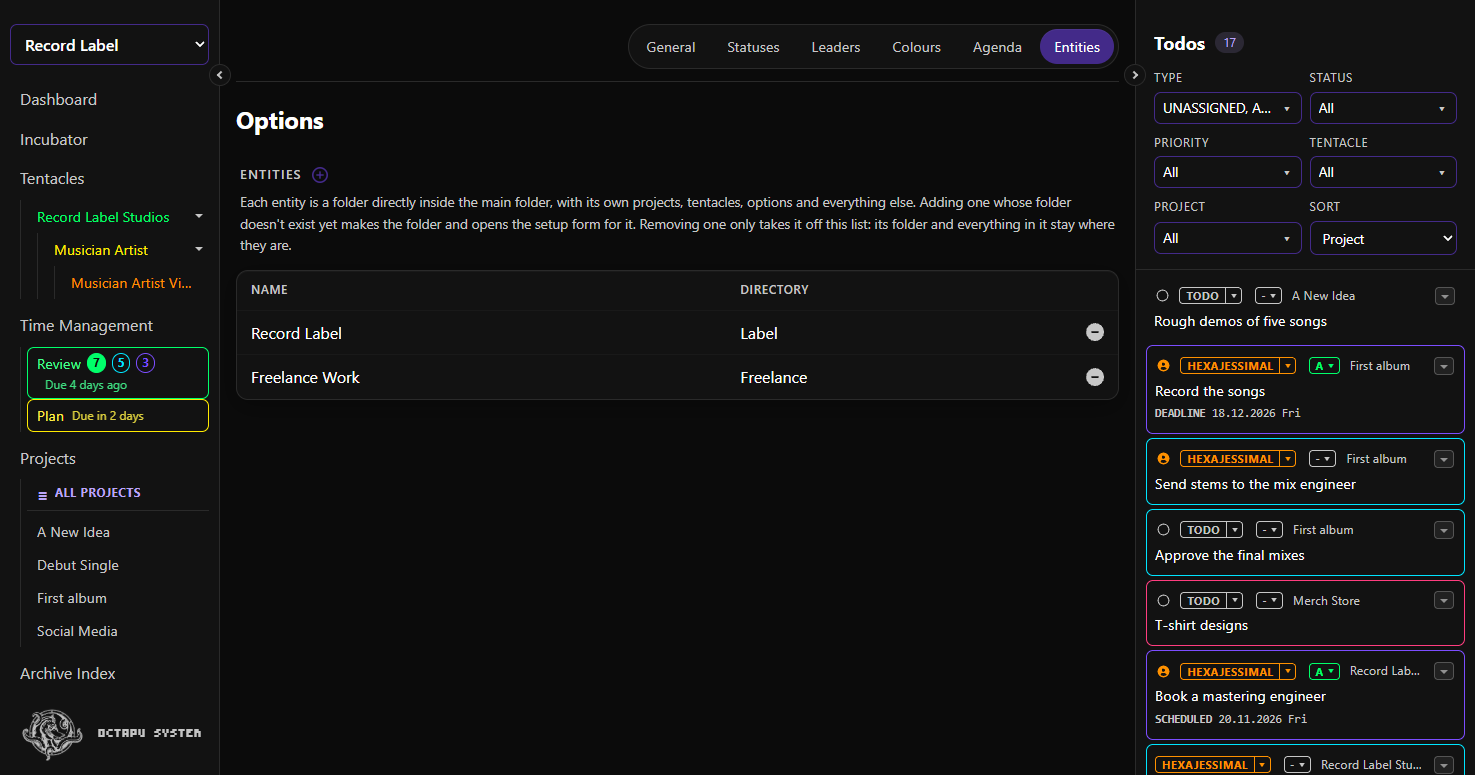 Record Label
Dashboard
Incubator
Tentacles
Record Label Studios
Musician Artist
Musician Artist Vi...
Time Management
Review 7 5 3
Due 4 days ago
Plan Due in 2 days
Projects
ALL PROJECTS
A New Idea
Debut Single
First album
Social Media
Archive Index
OCTAPU SYSTEM
General Statuses Leaders Colours Agenda Entities
Options
ENTITIES
Each entity is a folder directly inside the main folder, with its own projects, tentacles, options and everything else. Adding one whose folder
doesn't exist yet makes the folder and opens the setup form for it. Removing one only takes it off this list: its folder and everything in it stay where
they are.
NAME DIRECTORY
Record Label Label
Freelance Work Freelance
Todos 17
TYPE STATUS
UNASSIGNED, A... All
PRIORITY TENTACLE
All All
PROJECT SORT
All Project
TODO - A New Idea
Rough demos of five songs
HEXAJESSIMAL A First album
Record the songs
DEADLINE 18.12.2026 Fri
HEXAJESSIMAL - First album
Send stems to the mix engineer
TODO - First album
Approve the final mixes
TODO - Merch Store
T-shirt designs
HEXAJESSIMAL A Record Lab...
Book a mastering engineer
SCHEDULED 20.11.2026 Fri
HEXAJESSIMAL - Record Label Stu...